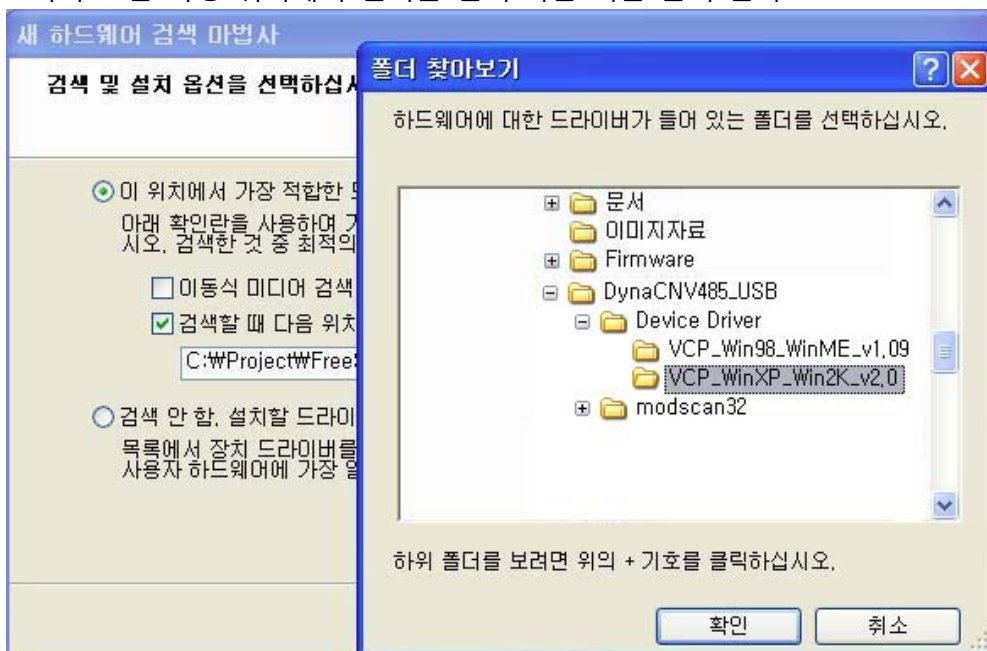 새 하드웨어 검색 마법사
검색 및 설치 옵션을 선택하십시
이 위치에서 가장 적합한
아래 확인란을 사용하여
시오. 검색한 것 중 최적의
이동식 미디어 검색
검색할 때 다음 위치
C:₩Project₩Free
검색 안 함. 설치할 드라이
목록에서 장치 드라이버를
사용자 하드웨어에 가장
폴더 찾아보기
하드웨어에 대한 드라이버가 들어 있는 폴더를 선택하십시오.
문서
이미지자료
Firmware
DynaCNV485_USB
Device Driver
VCP_Win98_WinME_v1,09
VCP_WinXP_Win2K_v2,0
modscan32
하위 폴더를 보려면 위의 + 기호를 클릭하십시오.
확인
취소